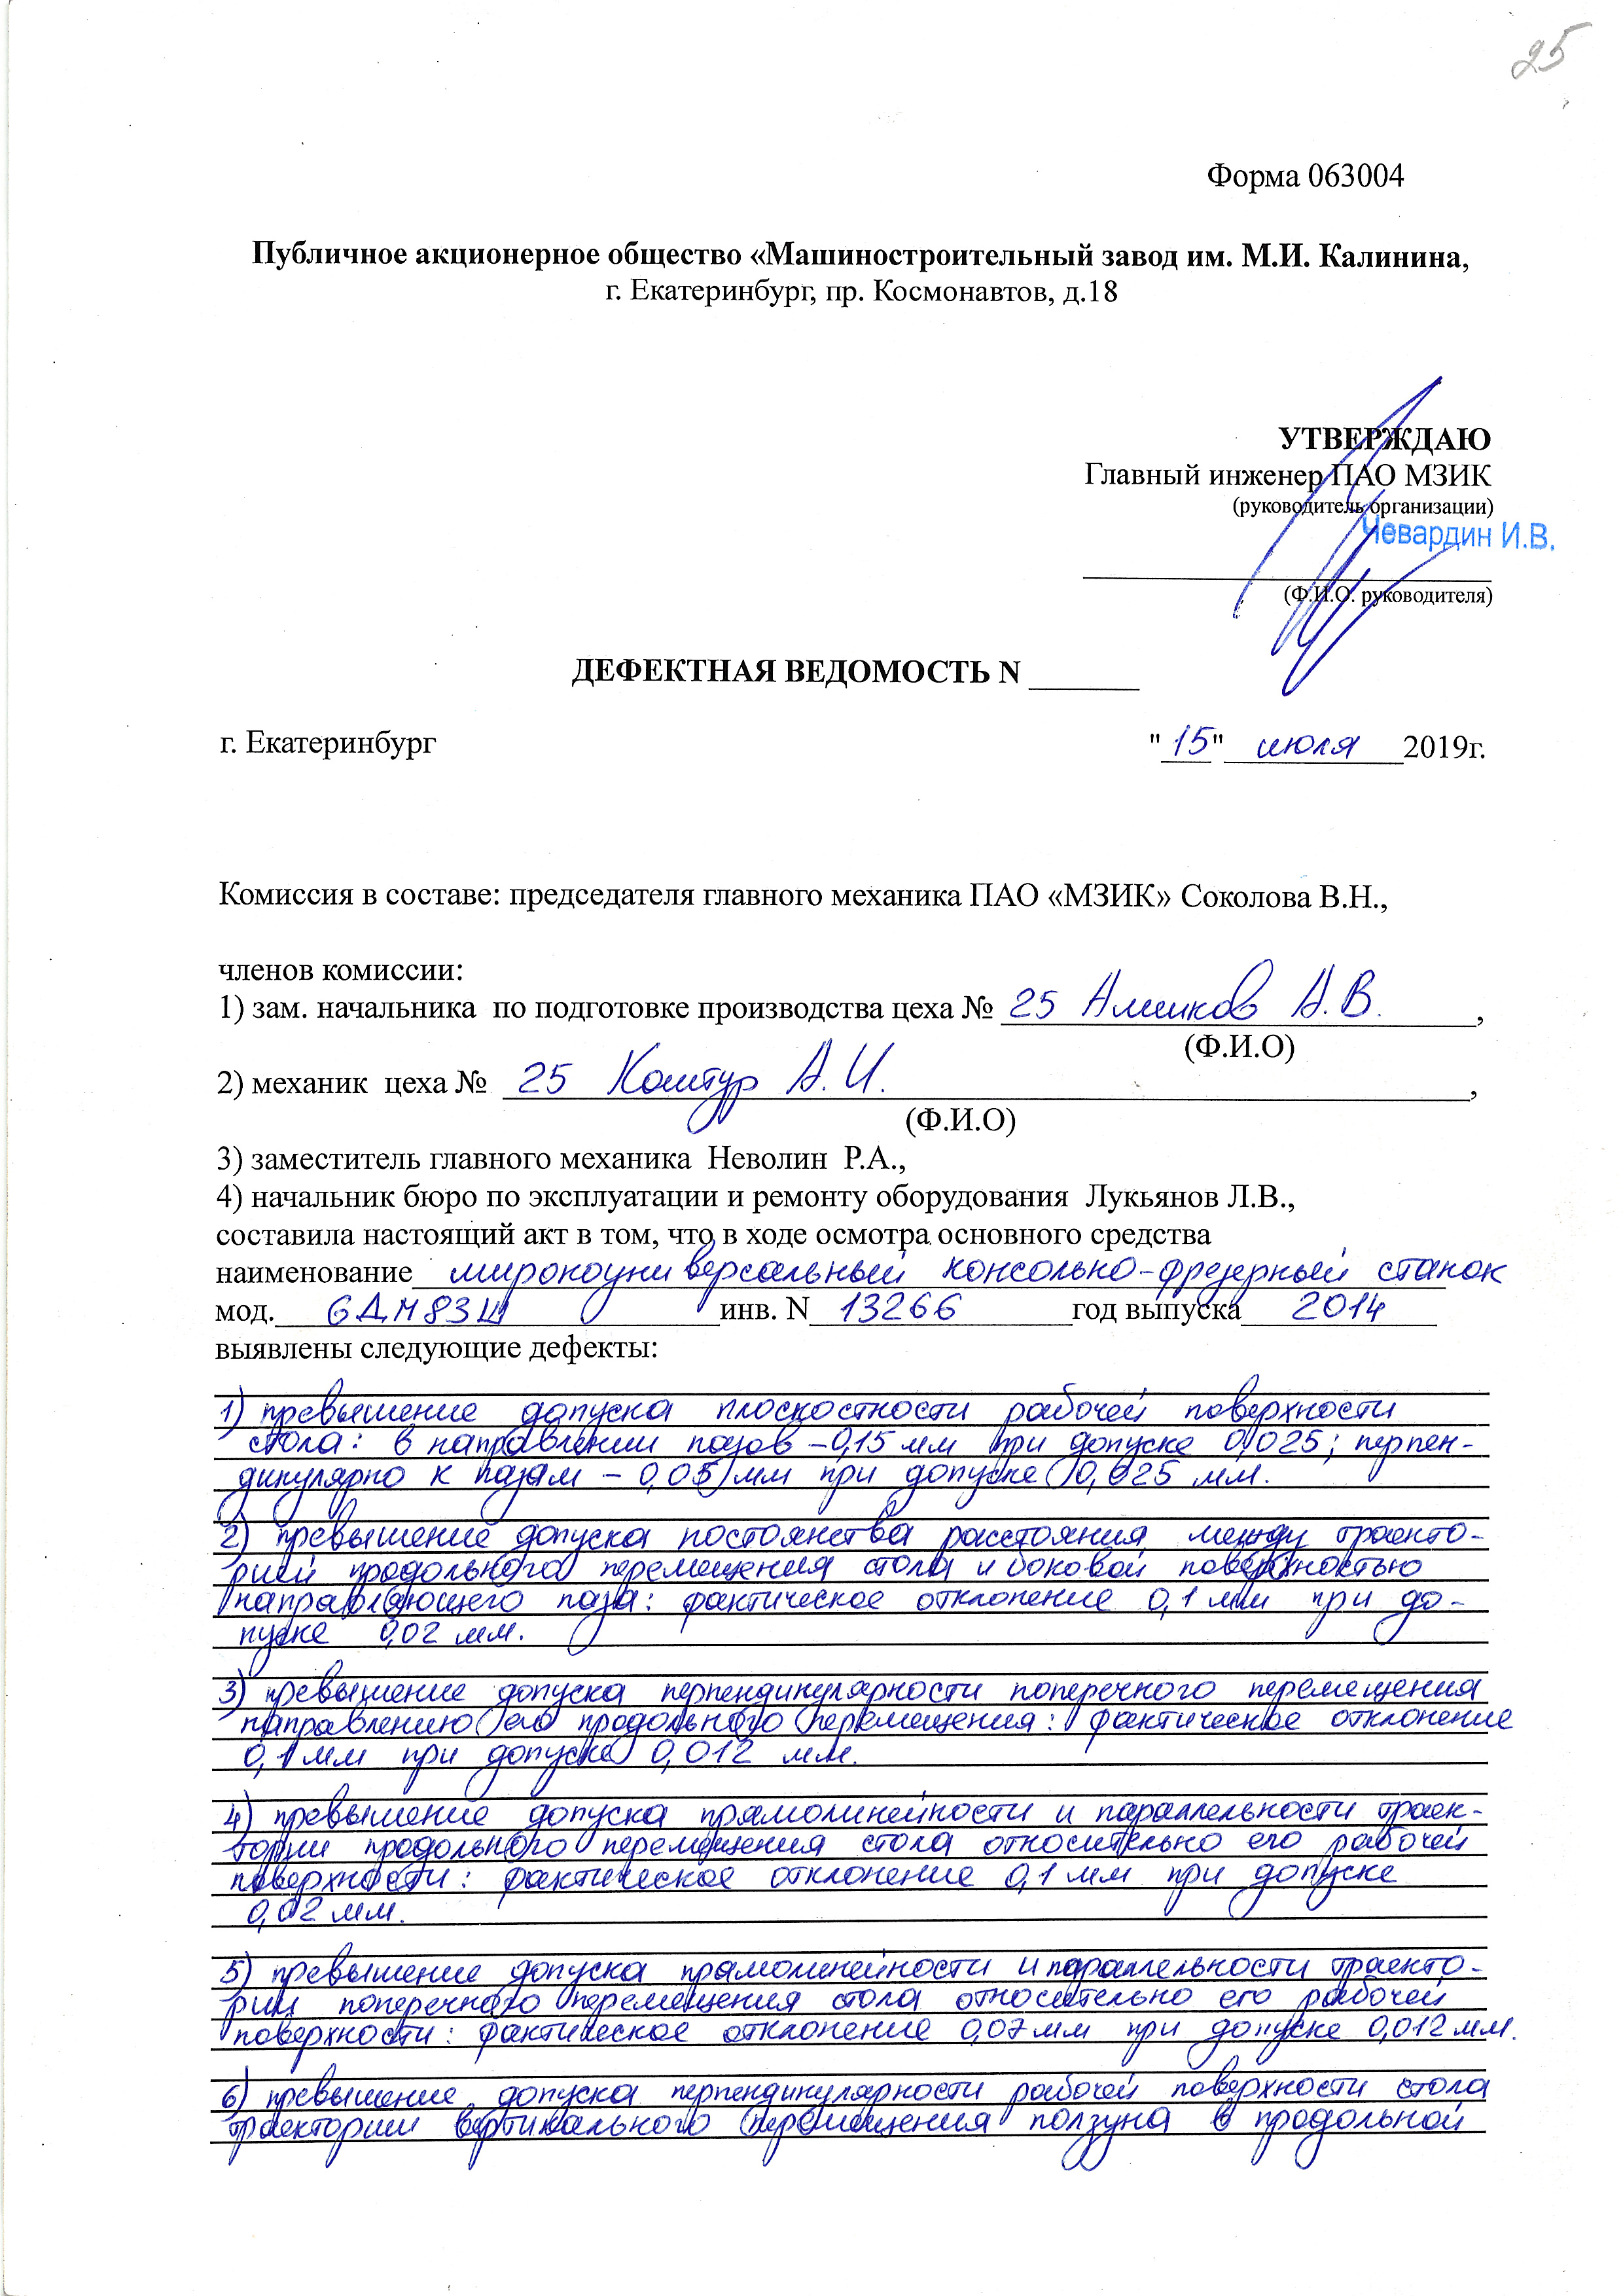 25
Форма 063004
Публичное акционерное общество «Машиностроительный завод им. М.И. Калинина,
г. Екатеринбург, пр. Космонавтов, д.18
УТВЕРЖДАЮ
Главный инженер ПАО МЗИК
(руководитель организации)
Чевардин И.В.
(Ф.И.О. руководителя)
ДЕФЕКТНАЯ ВЕДОМОСТЬ N ______
г. Екатеринбург "15" июля 2019г.
Комиссия в составе: председателя главного механика ПАО «МЗИК» Соколова В.Н.,
членов комиссии:
1) зам. начальника по подготовке производства цеха № 25 А.В.,
(Ф.И.О)
2) механик цеха № 25 Коштур А.И.,
(Ф.И.О)
3) заместитель главного механика Неволин Р.А.,
4) начальник бюро по эксплуатации и ремонту оборудования Лукьянов Л.В.,
составила настоящий акт в том, что в ходе осмотра основного средства
наименование широкоуниверсальный консольно-фрезерный станок
мод. 6ДМ83Ш инв. N 13266 год выпуска 2014
выявлены следующие дефекты:
1) превышение допуска плоскостности рабочей поверхности
стола: в направлении пазов – 0,15 мм при допуске 0,025; перпен-
дикулярно к пазам – 0,05 мм при допуске 0,025 мм.
2) превышение допуска постоянства расстояния между траекто-
рией продольного перемещения стола и боковой поверхностью
направляющего паза: фактическое отклонение 0,1 мм при до-
пуске 0,02 мм.
3) превышение допуска перпендикулярности поперечного перемещения
направлению его продольного перемещения: фактическое отклонение
0,1 мм при допуске 0,012 мм.
4) превышение допуска прямолинейности и параллельности траек-
тории продольного перемещения стола относительно его рабочей
поверхности: фактическое отклонение 0,1 мм при допуске
0,02 мм.
5) превышение допуска прямолинейности и параллельности траекто-
рии поперечного перемещения стола относительно его рабочей
поверхности: фактическое отклонение 0,07 мм при допуске 0,012 мм.
6) превышение допуска перпендикулярности рабочей поверхности стола
траектории вертикального перемещения ползуна в продольной